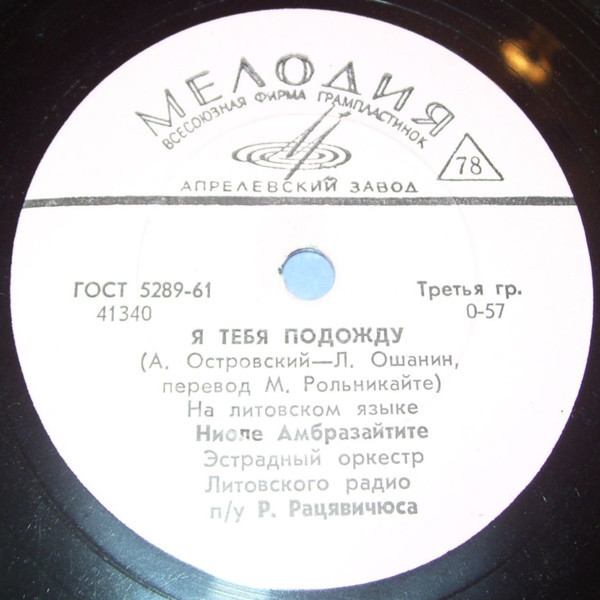 МЕЛОДИЯ
ВСЕСОЮЗНАЯ ФИРМА ГРАМПЛАСТИНОК
78
АПРЕЛЕВСКИЙ ЗАВОД
ГОСТ 5289-61 Третья гр.
41340 0-57
Я ТЕБЯ ПОДОЖДУ
(А. Островский—Л. Ошанин,
перевод М. Рольникайте)
На литовском языке
Ниоле Амбразайтите
Эстрадный оркестр
Литовского радио
п/у Р. Рацявичюса